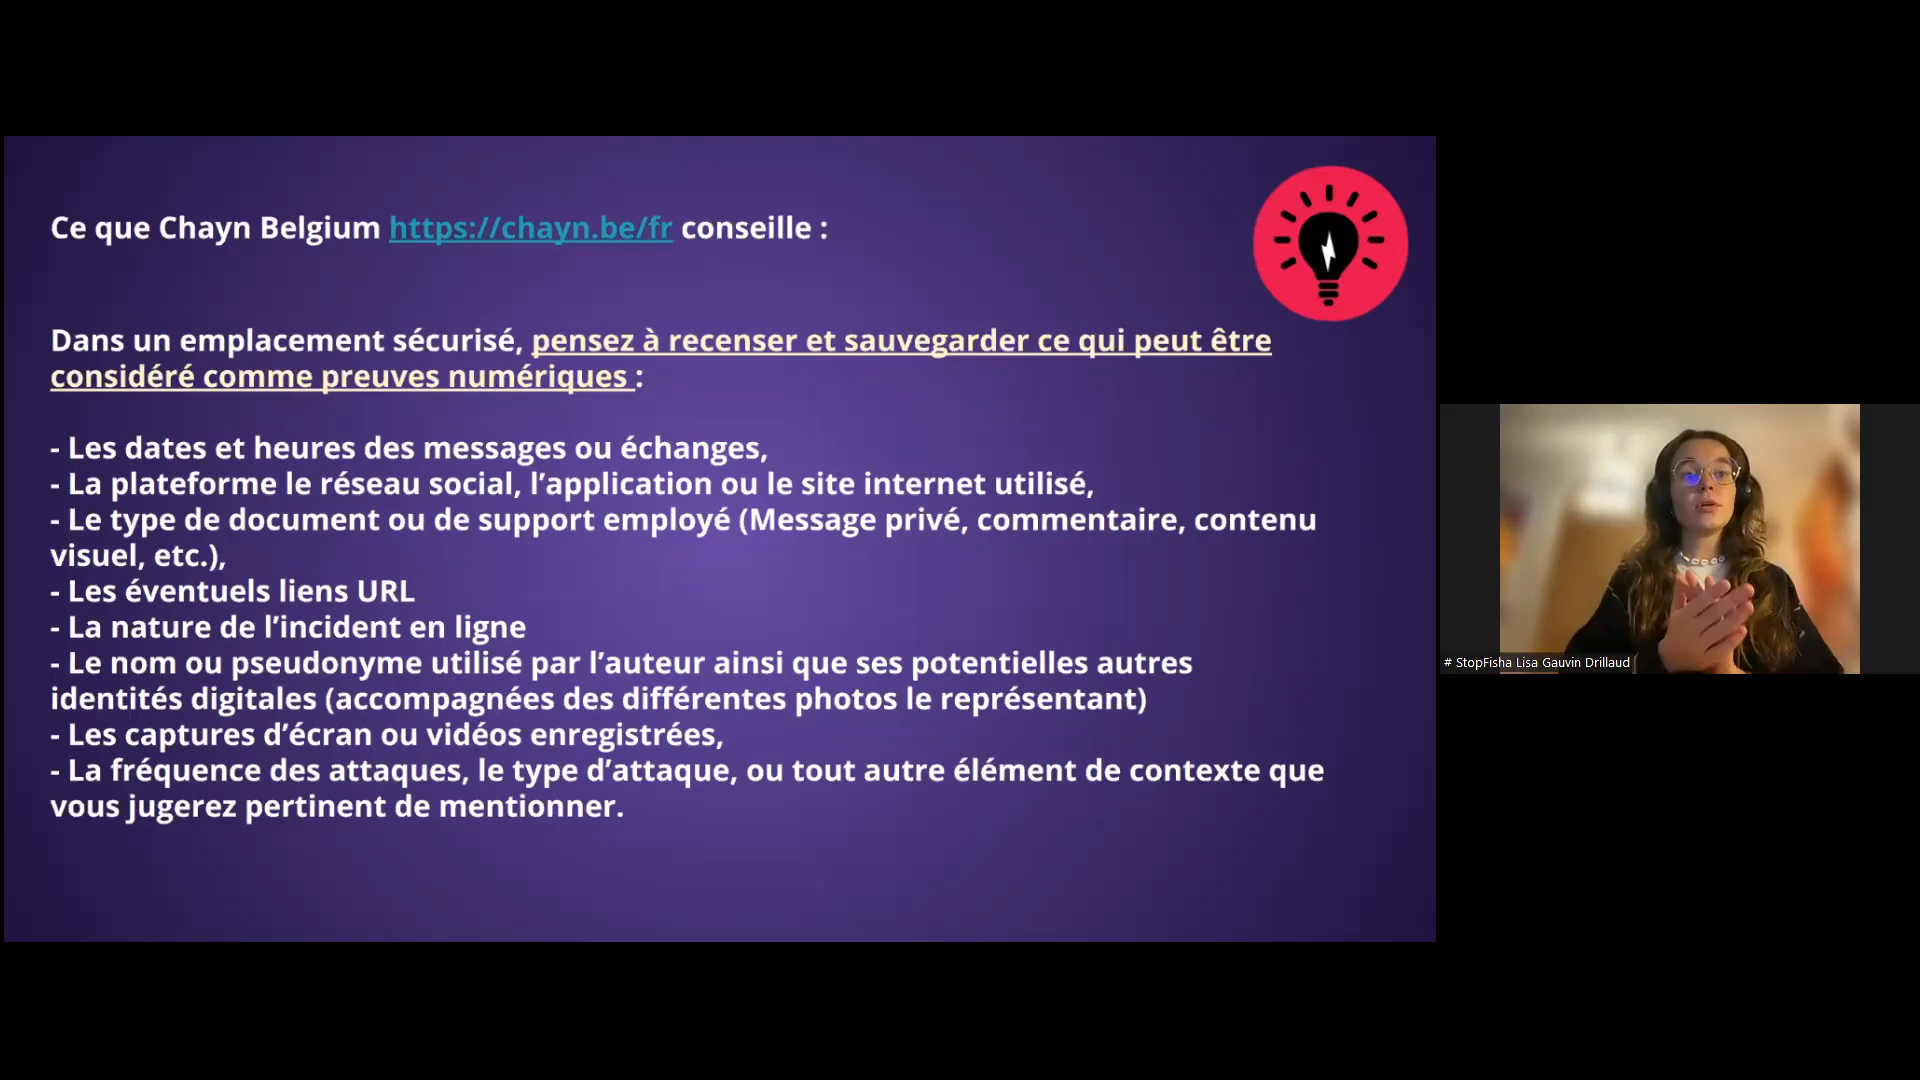 Ce que Chayn Belgium https://chayn.be/fr conseille :
Dans un emplacement sécurisé, pensez à recenser et sauvegarder ce qui peut être
considéré comme preuves numériques :
- Les dates et heures des messages ou échanges,
- La plateforme le réseau social, l’application ou le site internet utilisé,
- Le type de document ou de support employé (Message privé, commentaire, contenu
visuel, etc.),
- Les éventuels liens URL
- La nature de l’incident en ligne
- Le nom ou pseudonyme utilisé par l’auteur ainsi que ses potentielles autres
identités digitales (accompagnées des différentes photos le représentant)
- Les captures d’écran ou vidéos enregistrées,
- La fréquence des attaques, le type d’attaque, ou tout autre élément de contexte que
vous jugerez pertinent de mentionner.
# StopFisha Lisa Gauvin Drillaud